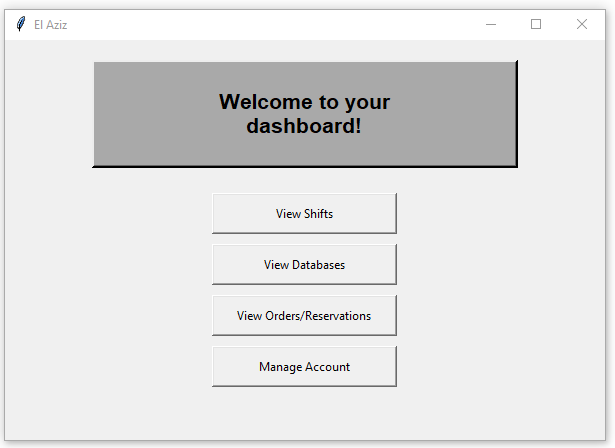 El Aziz
Welcome to your
dashboard!
View Shifts
View Databases
View Orders/Reservations
Manage Account